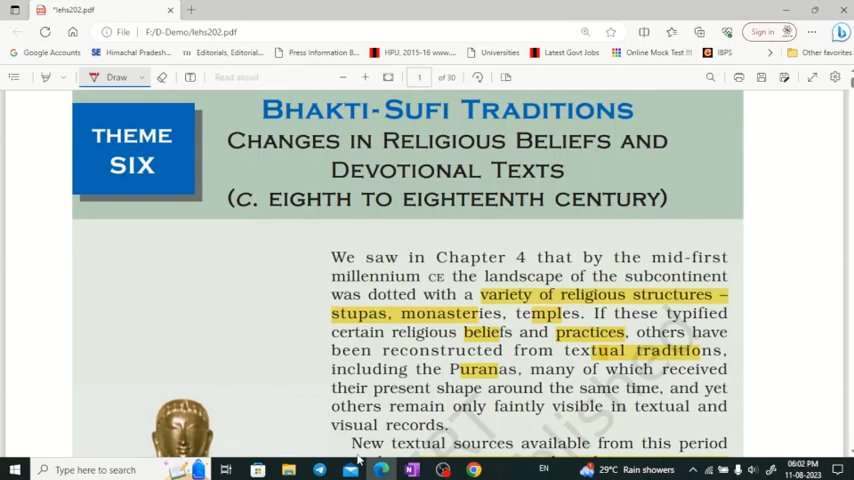 *lehs202.pdf
File F:/D-Demo/lehs202.pdf
Sign in
Google Courses
Himachal Pradesh...
Editorials, Editorial...
Press Information B...
HPU, 2015-16 www....
Universities
Latest Govt Jobs
Online Mock Test !!!
IBPS
Other favorites
Draw
Read aloud
1 of 30
THEME
SIX
BHAKTI-SUFI TRADITIONS
CHANGES IN RELIGIOUS BELIEFS AND
DEVOTIONAL TEXTS
(C. EIGHTH TO EIGHTEENTH CENTURY)
We saw in Chapter 4 that by the mid-first
millennium CE the landscape of the subcontinent
was dotted with a variety of religious structures –
stupas, monasteries, temples. If these typified
certain religious beliefs and practices, others have
been reconstructed from textual traditions,
including the Puranas, many of which received
their present shape around the same time, and yet
others remain only faintly visible in textual and
visual records.
New textual sources available from this period
Type here to search
EN
29°C Rain showers
06:02 PM
11-08-2023